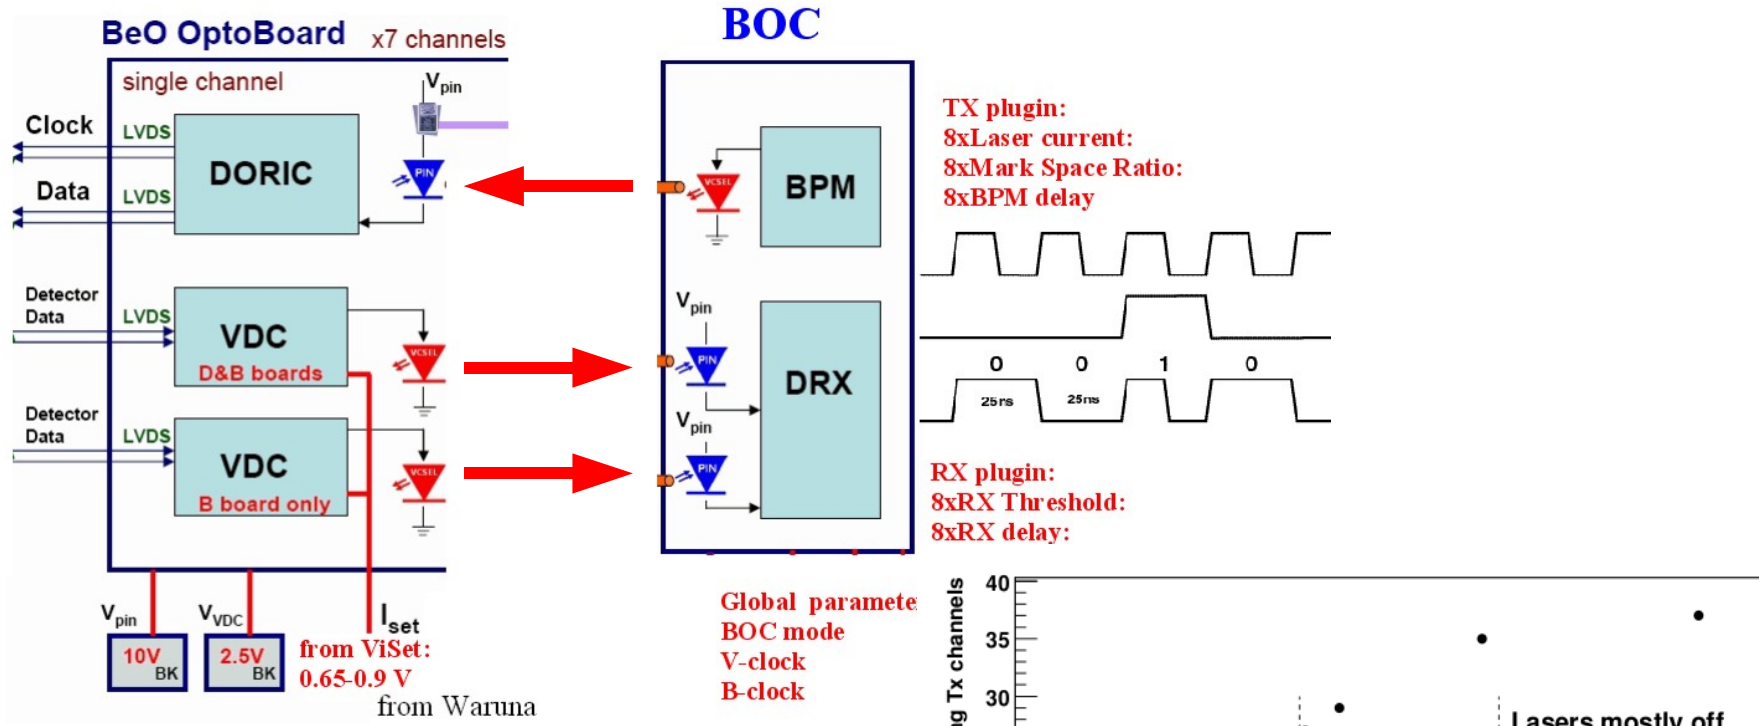 BeO OptoBoard x7 channels
BOC
single channel
Vpin
Clock
LVDS
DORIC
PIN
Data
LVDS
VCSEL
BPM
TX plugin:
8xLaser current:
8xMark Space Ratio:
8xBPM delay
Detector
Data
LVDS
VDC
D&B boards
VCSEL
Vpin
PIN
DRX
0 0 1 0
25ns 25ns
Detector
Data
LVDS
VDC
B board only
VCSEL
Vpin
PIN
RX plugin:
8xRX Threshold:
8xRX delay:
Vpin
10V
BK
VVDC
2.5V
BK
Iset
from ViSet:
0.65-0.9 V
from Waruna
Global
BOC mode
V-clock
B-clock
Tx channels
40
35
30
Lasers mostly off